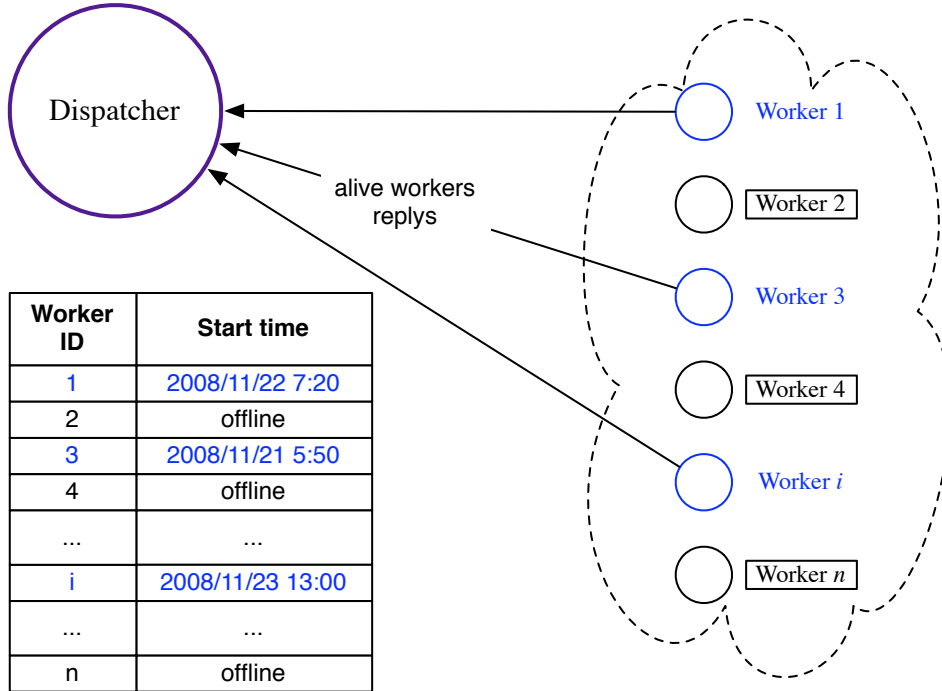 Dispatcher
alive workers
replys
Worker 1
Worker 2
Worker 3
Worker 4
Worker i
Worker n
Worker ID Start time
1 2008/11/22 7:20
2 offline
3 2008/11/21 5:50
4 offline
... ...
i 2008/11/23 13:00
... ...
n offline